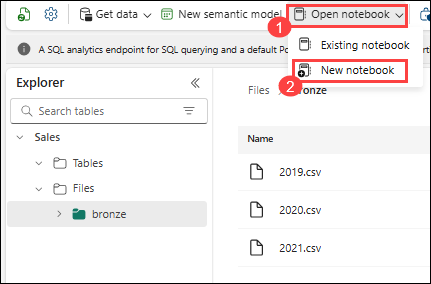 Get data
New semantic model
Open notebook
1
A SQL analytics endpoint for SQL querying and a default
Existing notebook
New notebook
2
Explorer
Search tables
Sales
Tables
Files
bronze
Files
bronze
Name
2019.csv
2020.csv
2021.csv